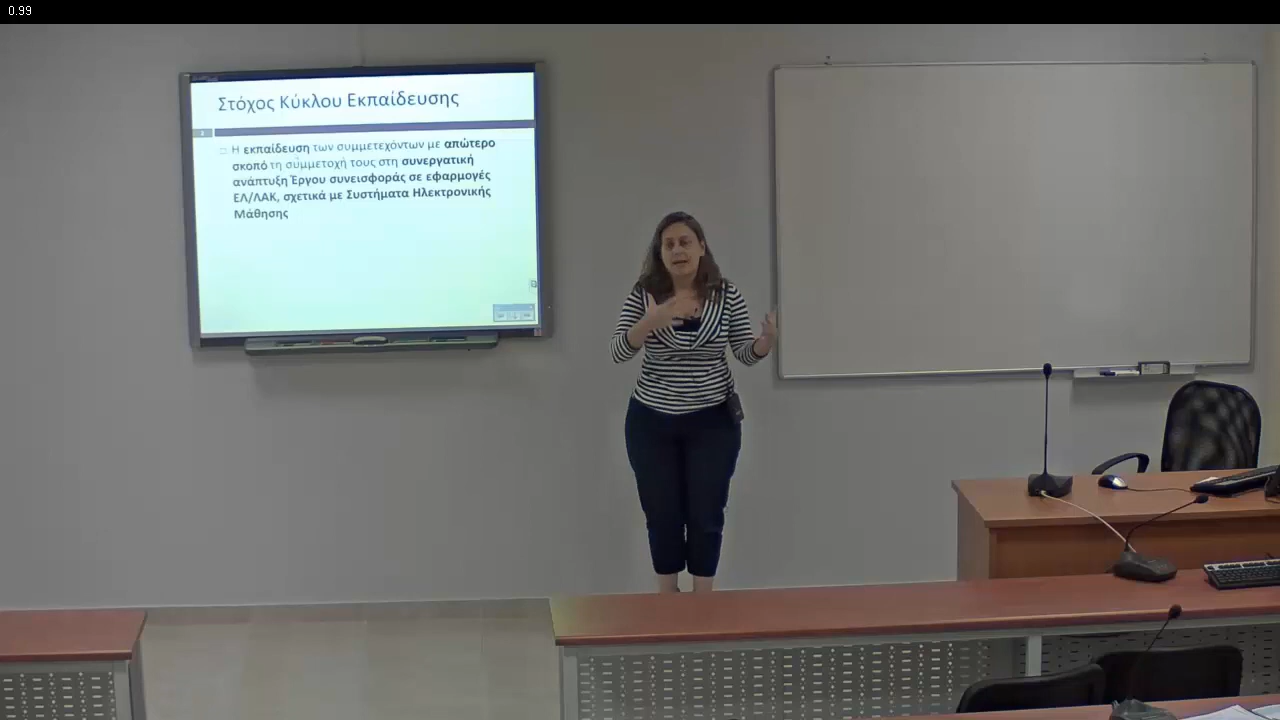 0.99
Στόχος Κύκλου Εκπαίδευσης
Η εκπαίδευση των συμμετεχόντων με απώτερο
σκοπό τη συμμετοχή τους στη συνεργατική
ανάπτυξη Έργου συνεισφοράς σε εφαρμογές
ΕΛ/ΛΑΚ, σχετικά με Συστήματα Ηλεκτρονικής
Μάθησης